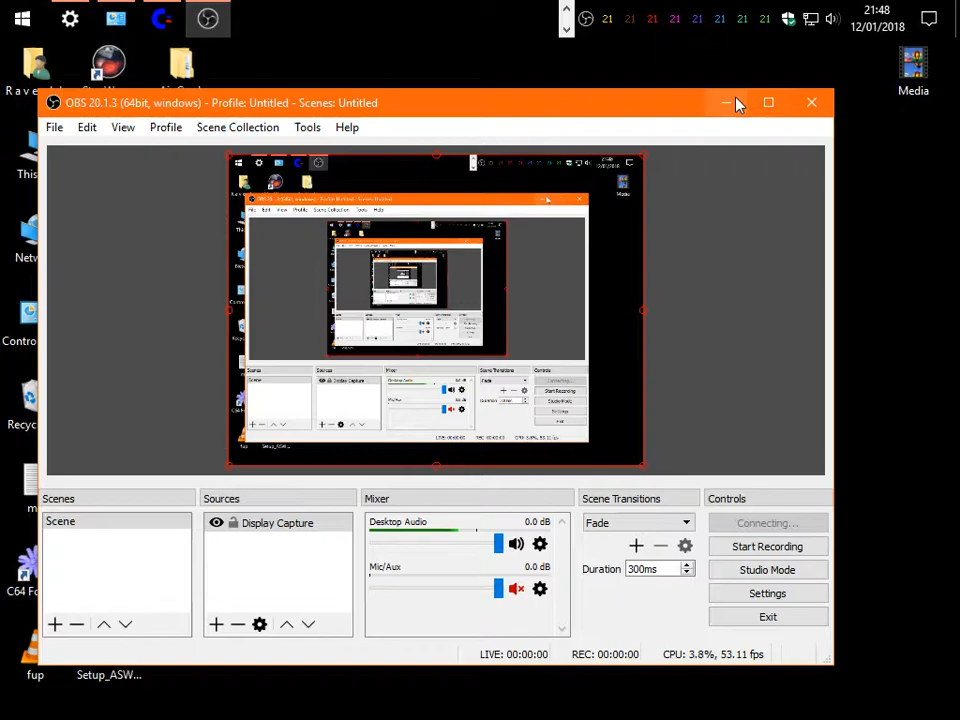 21 21 21 21 21 21 21 21
21:48
12/01/2018
Raven
Media
OBS 20.1.3 (64bit, windows) - Profile: Untitled - Scenes: Untitled
File Edit View Profile Scene Collection Tools Help
This
Netw
Control
Recyc
C64 Fo
fup
Setup_ASW...
Scenes
Scene
Sources
Display Capture
Mixer
Desktop Audio 0.0 dB
Mic/Aux 0.0 dB
Scene Transitions
Fade
Duration 300ms
Controls
Connecting...
Start Recording
Studio Mode
Settings
Exit
LIVE: 00:00:00 REC: 00:00:00 CPU: 3.8%, 53.11 fps